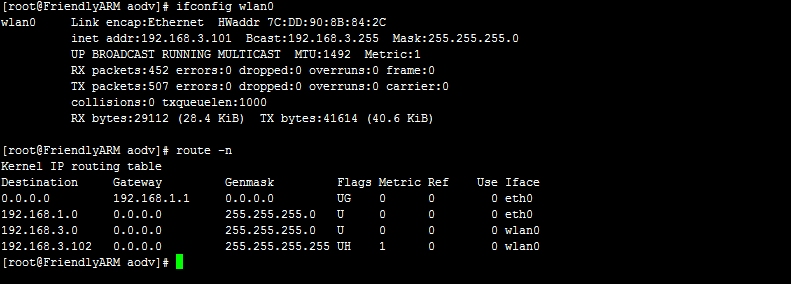 [root@FriendlyARM aodv]# ifconfig wlan0
wlan0     Link encap:Ethernet  HWaddr 7C:DD:90:8B:84:2C
          inet addr:192.168.3.101  Bcast:192.168.3.255  Mask:255.255.255.0
          UP BROADCAST RUNNING MULTICAST  MTU:1492  Metric:1
          RX packets:452 errors:0 dropped:0 overruns:0 frame:0
          TX packets:507 errors:0 dropped:0 overruns:0 carrier:0
          collisions:0 txqueuelen:1000
          RX bytes:29112 (28.4 KiB)  TX bytes:41614 (40.6 KiB)
[root@FriendlyARM aodv]# route -n
Kernel IP routing table
Destination     Gateway         Genmask         Flags Metric Ref    Use Iface
0.0.0.0         192.168.1.1     0.0.0.0         UG    0      0        0 eth0
192.168.1.0     0.0.0.0         255.255.255.0   U     0      0        0 eth0
192.168.3.0     0.0.0.0         255.255.255.0   U     0      0        0 wlan0
192.168.3.102   0.0.0.0         255.255.255.255 UH    1      0        0 wlan0
[root@FriendlyARM aodv]#